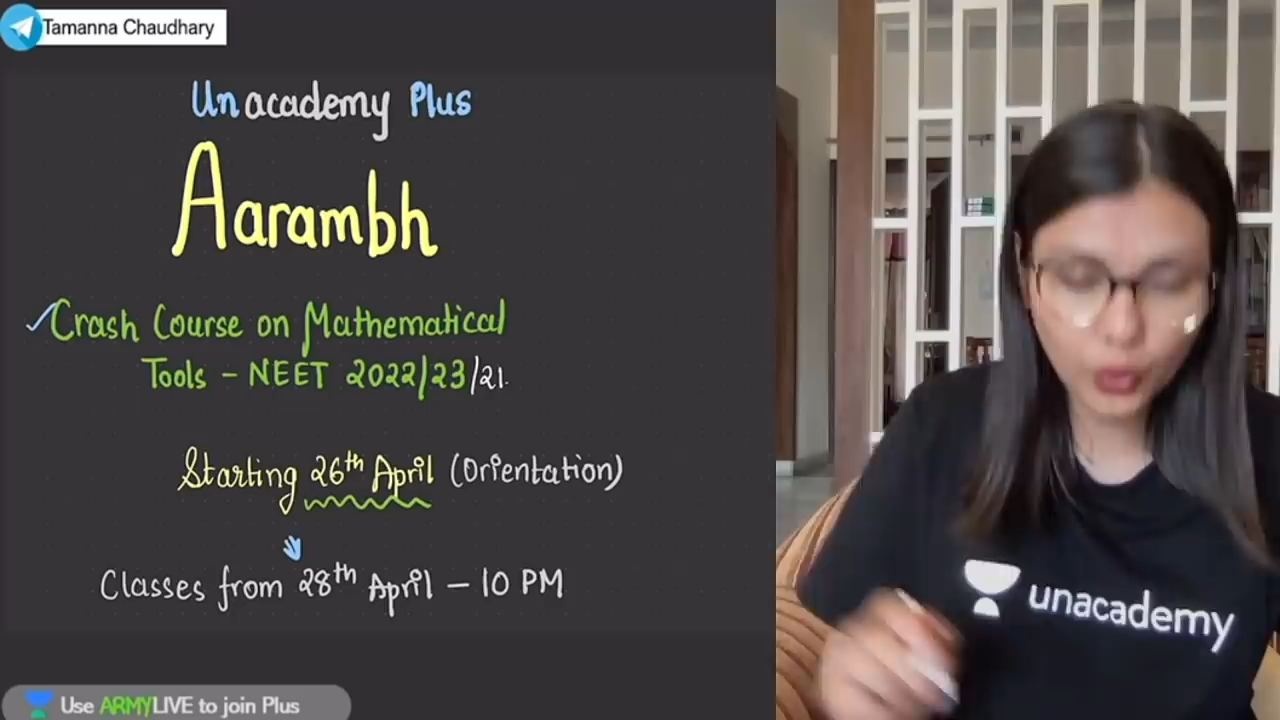 Tamanna Chaudhary
Unacademy Plus
Aarambh
Crash Course on Mathematical
Tools - NEET 2022/23/21.
Starting 26th April (Orientation)
Classes from 28th April - 10 PM
Use ARMYLIVE to join Plus
unacademy